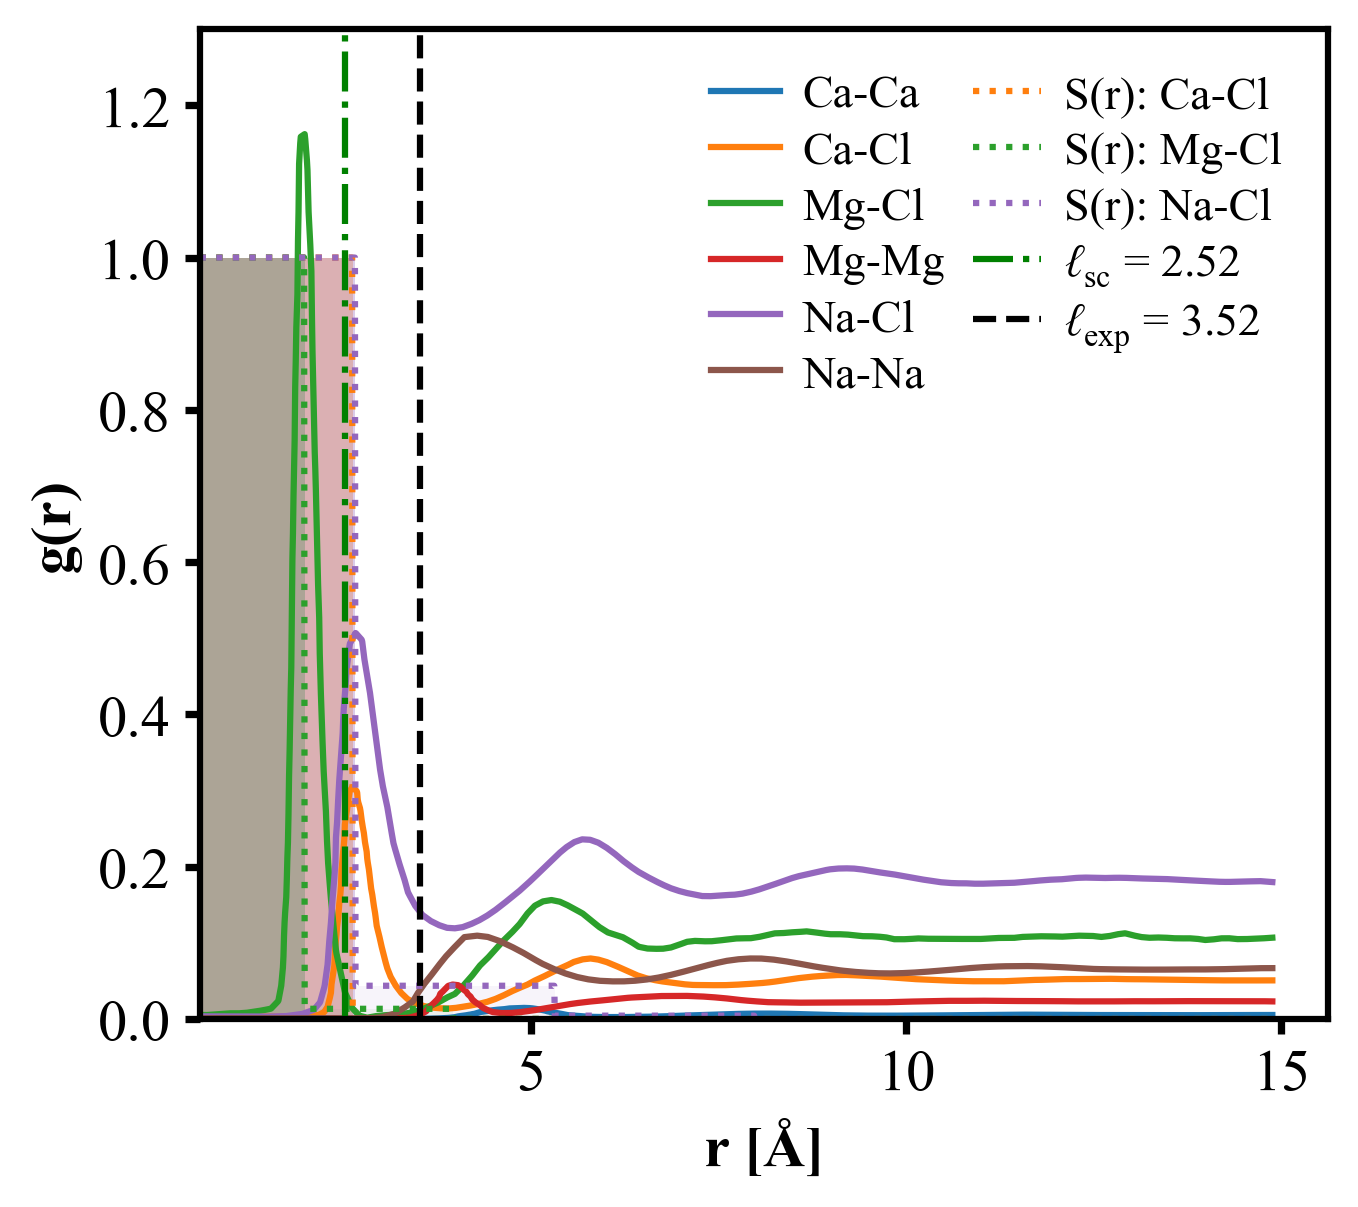 1.2
1.0
0.8
0.6
0.4
0.2
0.0
g(r)
5
10
15
r [Å]
Ca-Ca
Ca-Cl
Mg-Cl
Mg-Mg
Na-Cl
Na-Na
S(r): Ca-Cl
S(r): Mg-Cl
S(r): Na-Cl
ℓsc = 2.52
ℓexp = 3.52